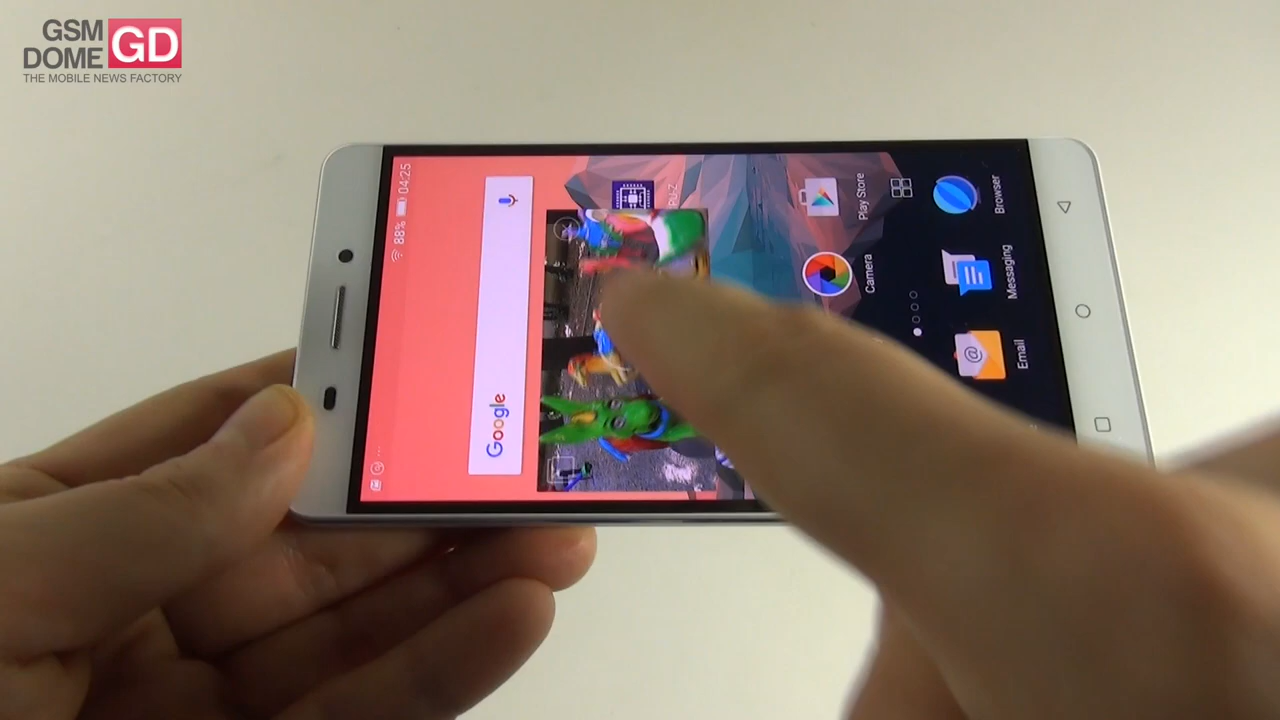 GSM
DOME GD
THE MOBILE NEWS FACTORY
88% 04:25
Google
Play Store
Camera
Browser
Messaging
@
Email